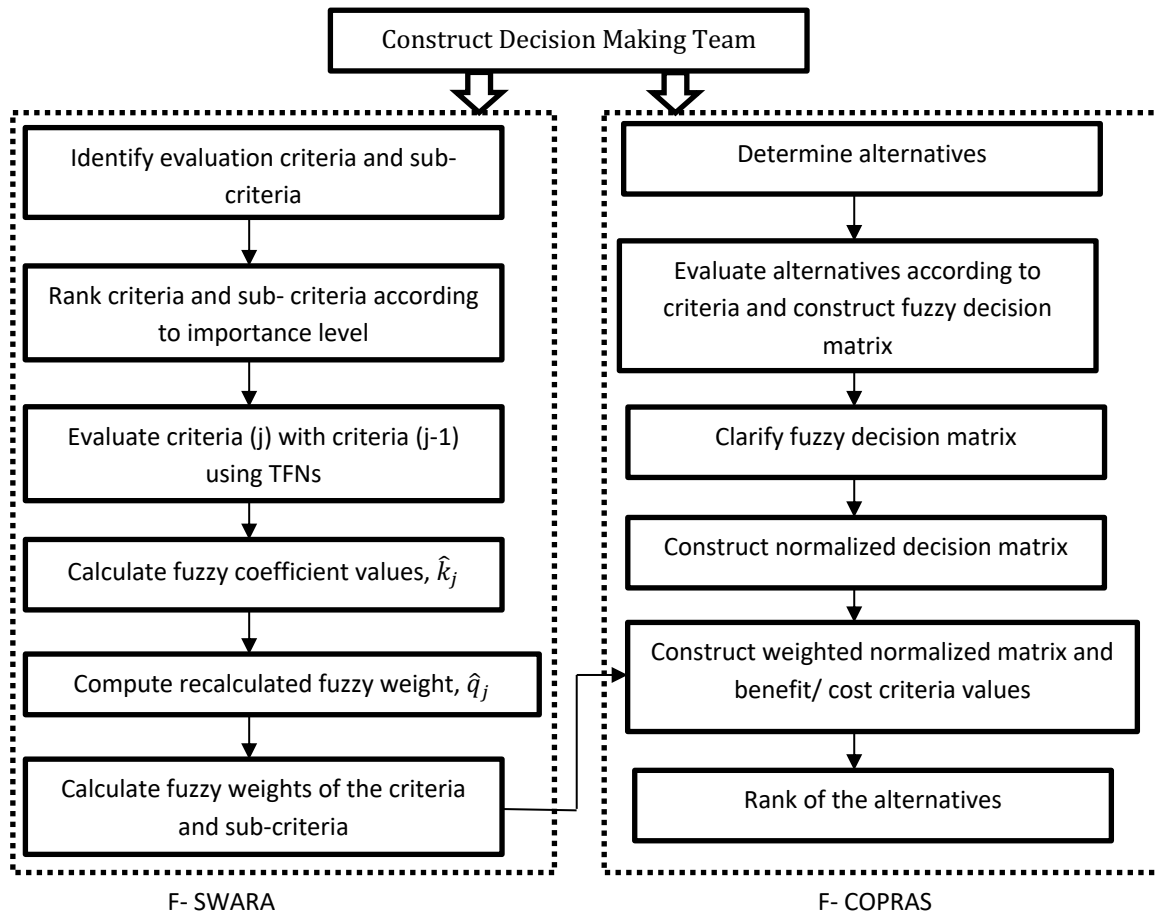 Construct Decision Making Team
Identify evaluation criteria and sub-
criteria
Rank criteria and sub- criteria according
to importance level
Evaluate criteria (j) with criteria (j-1)
using TFNs
Calculate fuzzy coefficient values, k̂ⱼ
Compute recalculated fuzzy weight, q̂ⱼ
Calculate fuzzy weights of the criteria
and sub-criteria
F- SWARA
Determine alternatives
Evaluate alternatives according to
criteria and construct fuzzy decision
matrix
Clarify fuzzy decision matrix
Construct normalized decision matrix
Construct weighted normalized matrix and
benefit/ cost criteria values
Rank of the alternatives
F- COPRAS